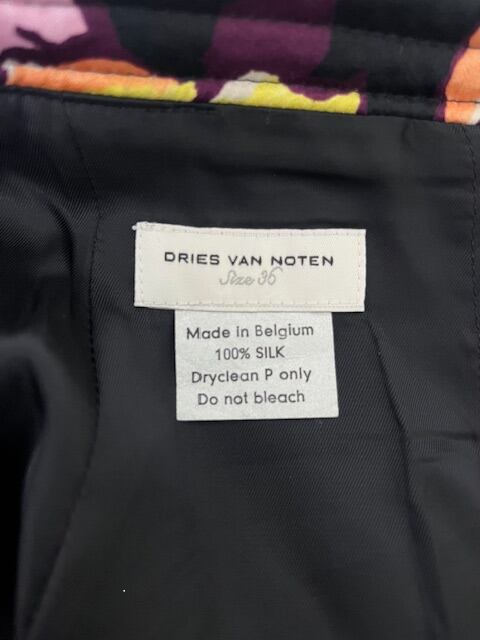 DRIES VAN NOTEN
Size 36
Made in Belgium
100% SILK
Dryclean P only
Do not bleach